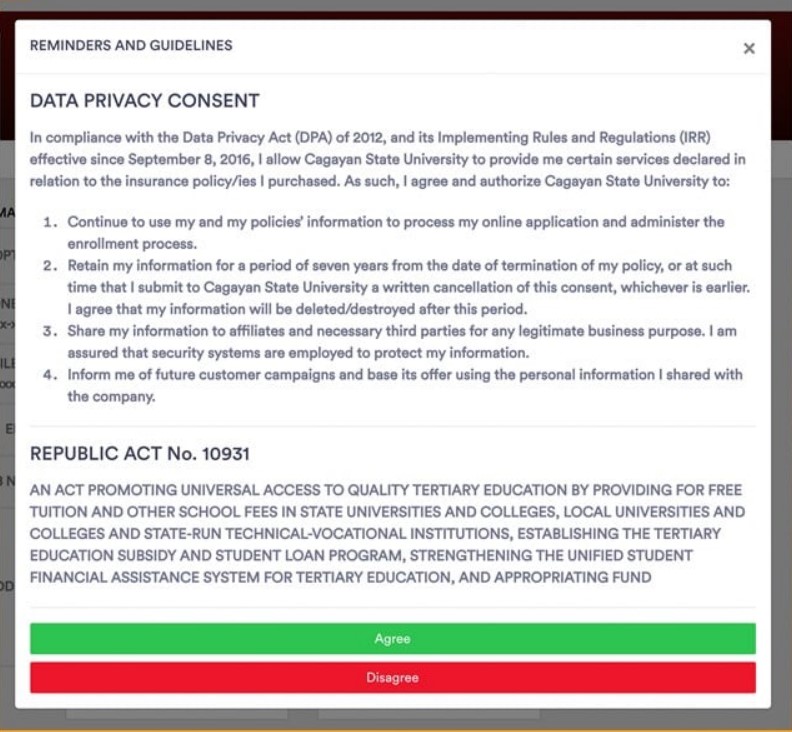 REMINDERS AND GUIDELINES
×
DATA PRIVACY CONSENT
In compliance with the Data Privacy Act (DPA) of 2012, and its Implementing Rules and Regulations (IRR)
effective since September 8, 2016, I allow Cagayan State University to provide me certain services declared in
relation to the insurance policy/ies I purchased. As such, I agree and authorize Cagayan State University to:
1. Continue to use my and my policies' information to process my online application and administer the
enrollment process.
2. Retain my information for a period of seven years from the date of termination of my policy, or at such
time that I submit to Cagayan State University a written cancellation of this consent, whichever is earlier.
I agree that my information will be deleted/destroyed after this period.
3. Share my information to affiliates and necessary third parties for any legitimate business purpose. I am
assured that security systems are employed to protect my information.
4. Inform me of future customer campaigns and base its offer using the personal information I shared with
the company.
REPUBLIC ACT No. 10931
AN ACT PROMOTING UNIVERSAL ACCESS TO QUALITY TERTIARY EDUCATION BY PROVIDING FOR FREE
TUITION AND OTHER SCHOOL FEES IN STATE UNIVERSITIES AND COLLEGES, LOCAL UNIVERSITIES AND
COLLEGES AND STATE-RUN TECHNICAL-VOCATIONAL INSTITUTIONS, ESTABLISHING THE TERTIARY
EDUCATION SUBSIDY AND STUDENT LOAN PROGRAM, STRENGTHENING THE UNIFIED STUDENT
FINANCIAL ASSISTANCE SYSTEM FOR TERTIARY EDUCATION, AND APPROPRIATING FUND
Agree
Disagree